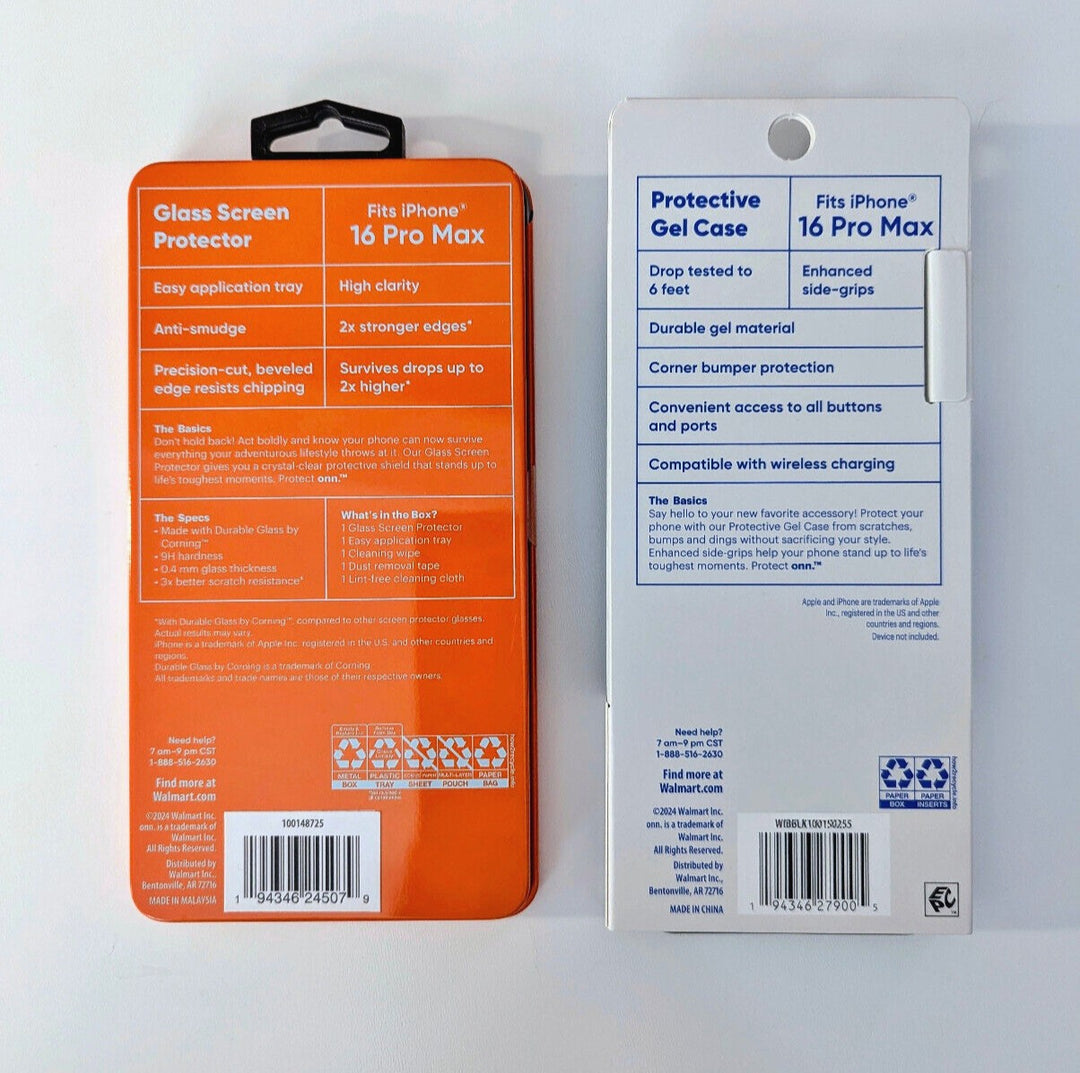 Glass Screen
Protector
Fits iPhone®
16 Pro Max
Easy application tray
High clarity
Anti-smudge
2x stronger edges*
Precision-cut, beveled
edge resists chipping
Survives drops up to
2x higher*
The Basics
Don't hold back! Act boldly and know your phone can now survive
everything your adventurous lifestyle throws at it. Our Glass Screen
Protector gives you a crystal-clear protective shield that stands up to
life's toughest moments. Protect onn.™
The Specs
- Made with Durable Glass by
Corning™
- 9H hardness
- 0.4 mm glass thickness
- 3x better scratch resistance*
What's in the Box?
1 Glass Screen Protector
1 Easy application tray
1 Cleaning wipe
1 Dust removal tape
1 Lint-free cleaning cloth
*With Durable Glass by Corning™, compared to other screen protector glasses.
Actual results may vary.
iPhone is a trademark of Apple Inc. registered in the U.S. and other countries and
regions.
Durable Glass by Corning is a trademark of Corning
All trademarks and trade names are those of their respective owners.
Need help?
7 am–9 pm CST
1-888-516-2630
Find more at
Walmart.com
METAL
BOX
PLASTIC
TRAY
SHEET
MULTI-LAYER
POUCH
PAPER
BAG
how2recycle.info
©2024 Walmart Inc.
onn. is a trademark of
Walmart Inc.
All Rights Reserved.
Distributed by
Walmart Inc.,
Bentonville, AR 72716
MADE IN MALAYSIA
100148725
1 94346 24507 9
Protective
Gel Case
Fits iPhone®
16 Pro Max
Drop tested to
6 feet
Enhanced
side-grips
Durable gel material
Corner bumper protection
Convenient access to all buttons
and ports
Compatible with wireless charging
The Basics
Say hello to your new favorite accessory! Protect your
phone with our Protective Gel Case from scratches,
bumps and dings without sacrificing your style.
Enhanced side-grips help your phone stand up to life's
toughest moments. Protect onn.™
Apple and iPhone are trademarks of Apple
Inc., registered in the US and other
countries and regions.
Device not included.
Need help?
7 am–9 pm CST
1-888-516-2630
Find more at
Walmart.com
PAPER
BOX
PAPER
INSERTS
how2recycle.info
©2024 Walmart Inc.
onn. is a trademark of
Walmart Inc.
All Rights Reserved.
Distributed by
Walmart Inc.,
Bentonville, AR 72716
MADE IN CHINA
WIBBLK100150255
1 94346 27900 5
EPC™